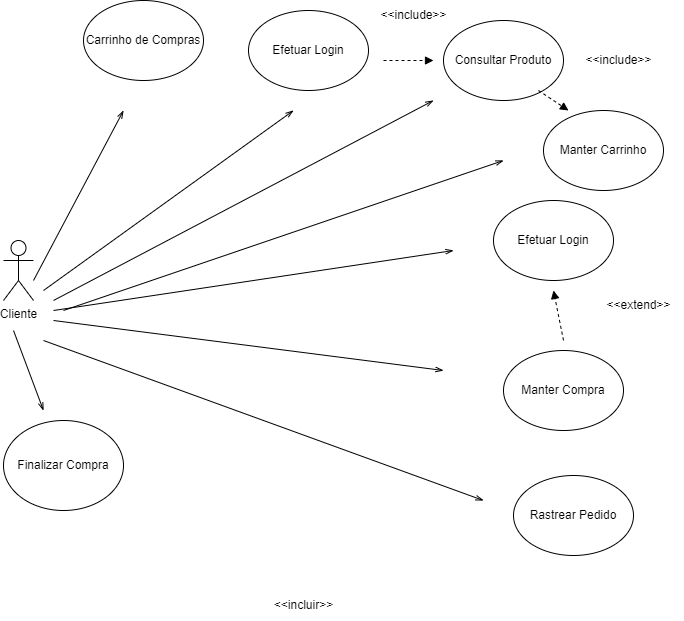 <<include>>
Carrinho de Compras
Efetuar Login
Consultar Produto
<<include>>
Manter Carrinho
Efetuar Login
<<extend>>
Cliente
Manter Compra
Finalizar Compra
Rastrear Pedido
<<incluir>>